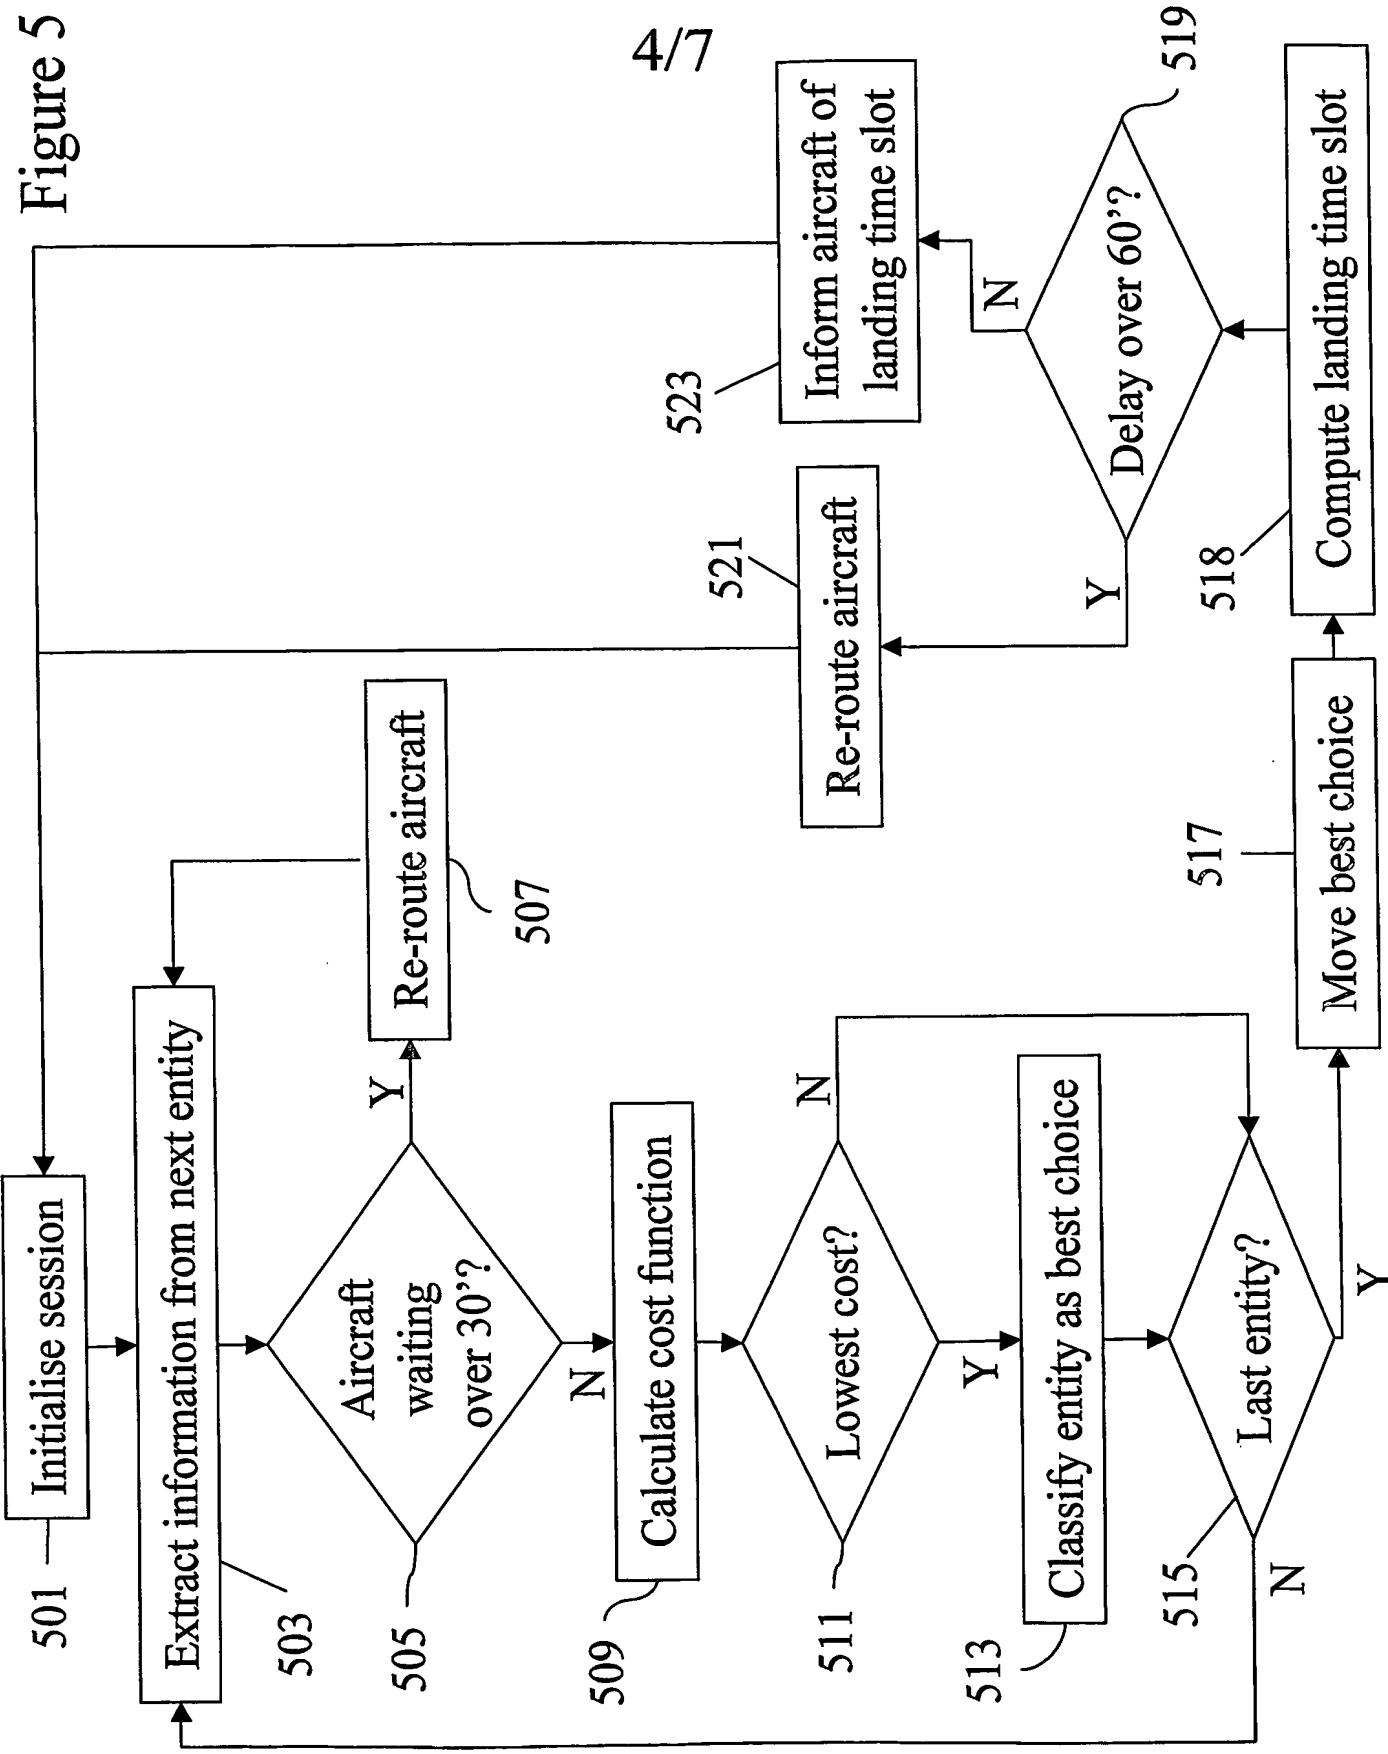 Figure 5
4/7
501
Initialise session
503
Extract information from next entity
505
Aircraft
waiting
over 30'?
Y
N
507
Re-route aircraft
509
Calculate cost function
511
Lowest cost?
N
Y
513
Classify entity as best choice
515
Last entity?
N
Y
517
Move best choice
518
Compute landing time slot
519
Delay over 60'?
Y
N
521
Re-route aircraft
523
Inform aircraft of
landing time slot